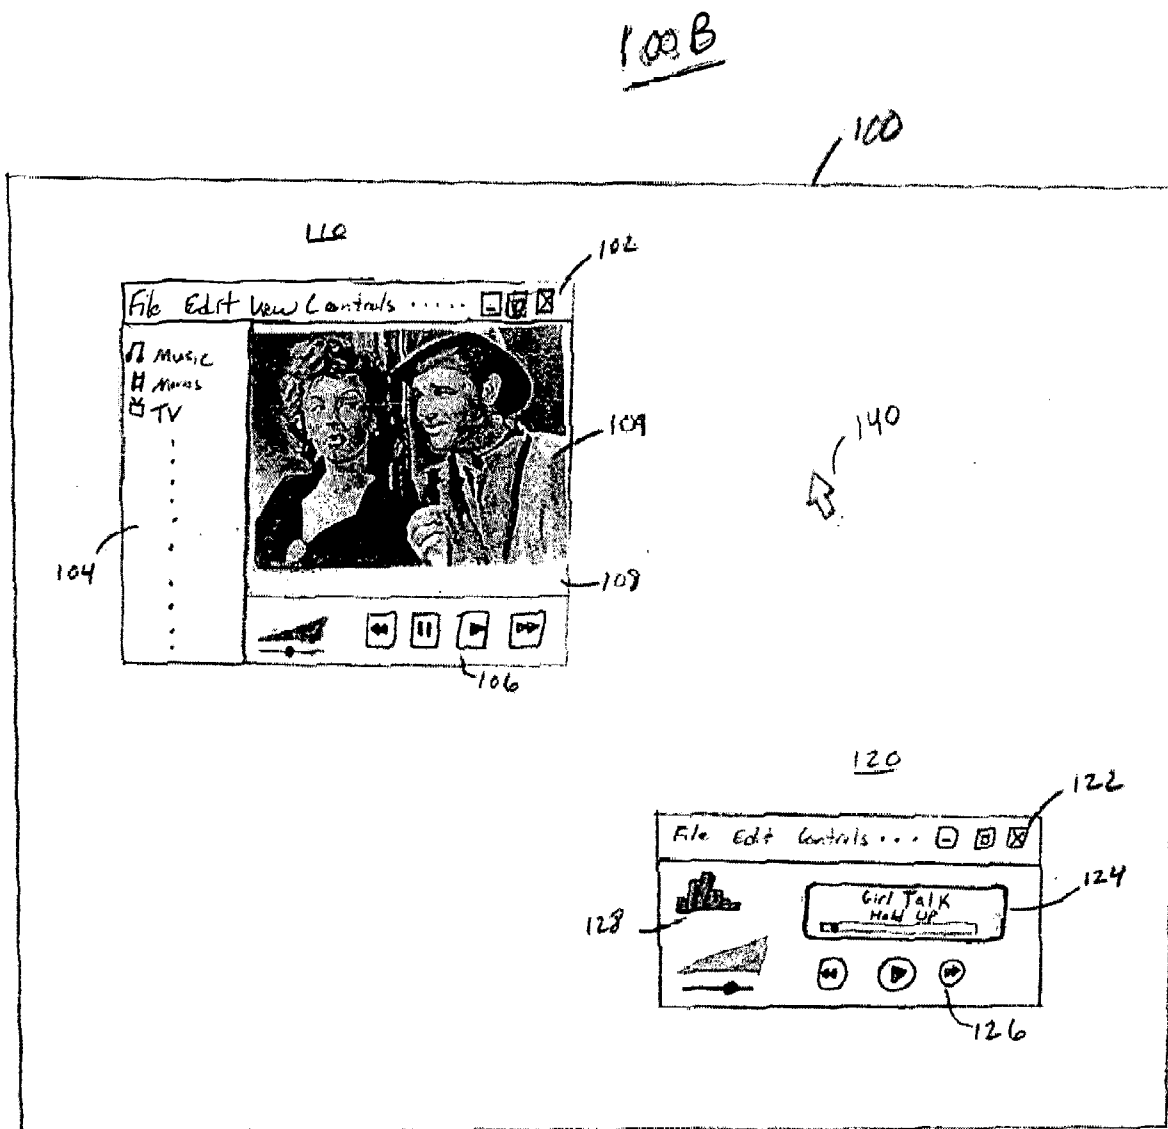 100B
100
110
102
File Edit View Controls .....
Music
Movies
TV
109
140
104
108
106
120
122
File Edit Controls ...
124
Girl Talk
Hold Up
128
126